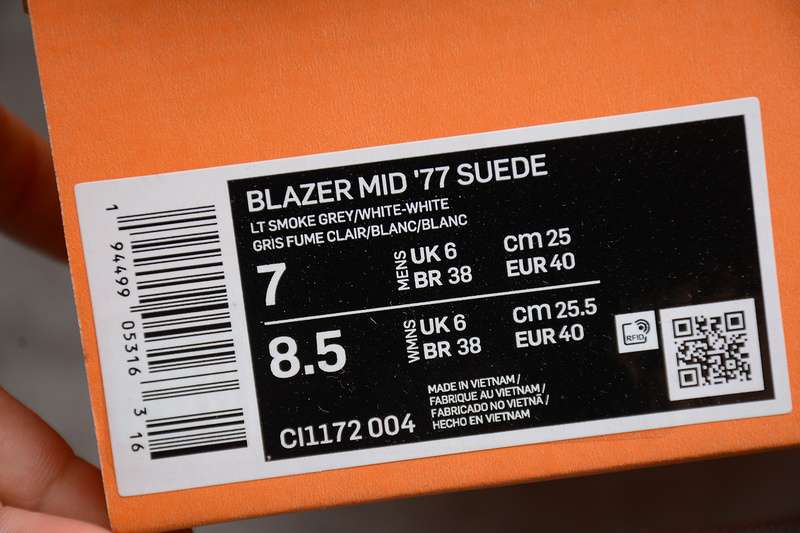 BLAZER MID '77 SUEDE
LT SMOKE GREY/WHITE-WHITE
GRIS FUME CLAIR/BLANC/BLANC
7
MENS
UK 6
BR 38
cm 25
EUR 40
8.5
WMNS
UK 6
BR 38
cm 25.5
EUR 40
RFID
CI1172 004
MADE IN VIETNAM /
FABRIQUE AU VIETNAM /
FABRICADO NO VIETNÃ /
HECHO EN VIETNAM
1 94499 05316 3 16